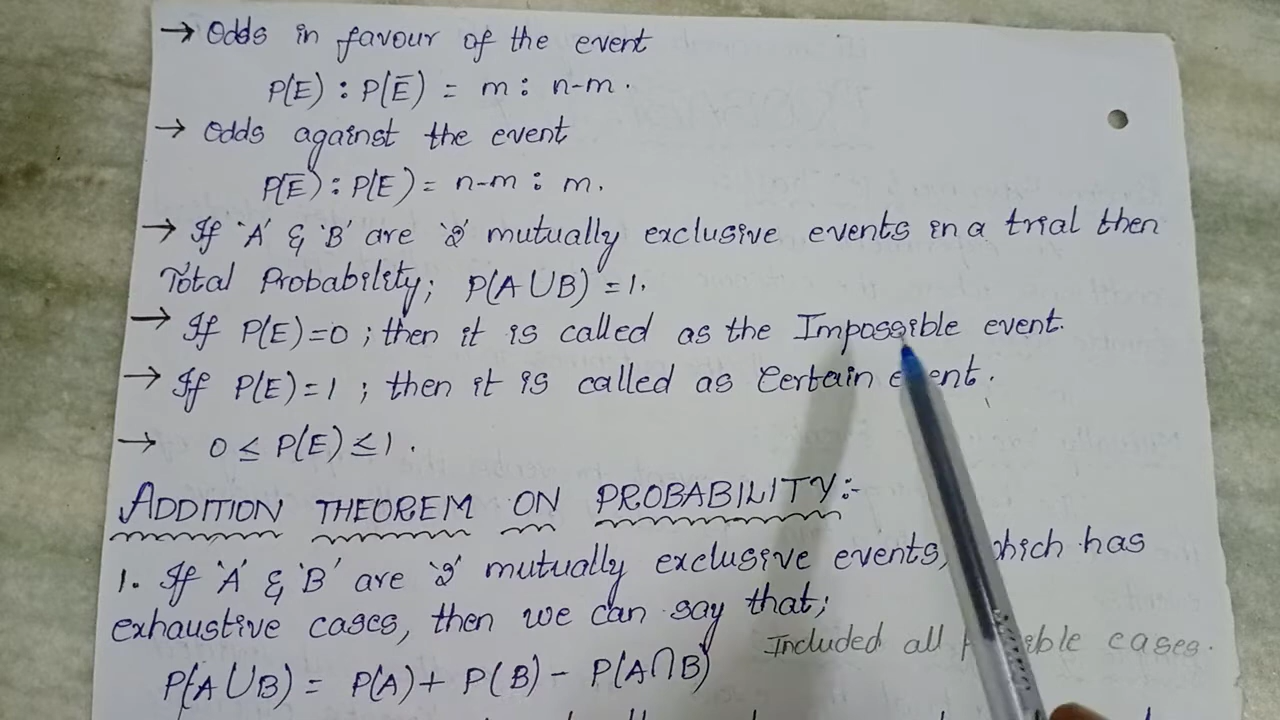 → Odds in favour of the event
P(E) : P(Ē) = m : n-m.
→ Odds against the event
P(Ē) : P(E) = n-m : m.
→ If 'A' & 'B' are '2' mutually exclusive events in a trial then
Total Probability; P(A∪B) = 1.
→ If P(E)=0 ; then it is called as the Impossible event.
→ If P(E)=1 ; then it is called as Certain event.
→ 0 ≤ P(E) ≤ 1.
ADDITION THEOREM ON PROBABILITY:-
1. If 'A' & 'B' are '2' mutually exclusive events, which has
exhaustive cases, then we can say that;
Included all possible cases.
P(A∪B) = P(A) + P(B) - P(A∩B)